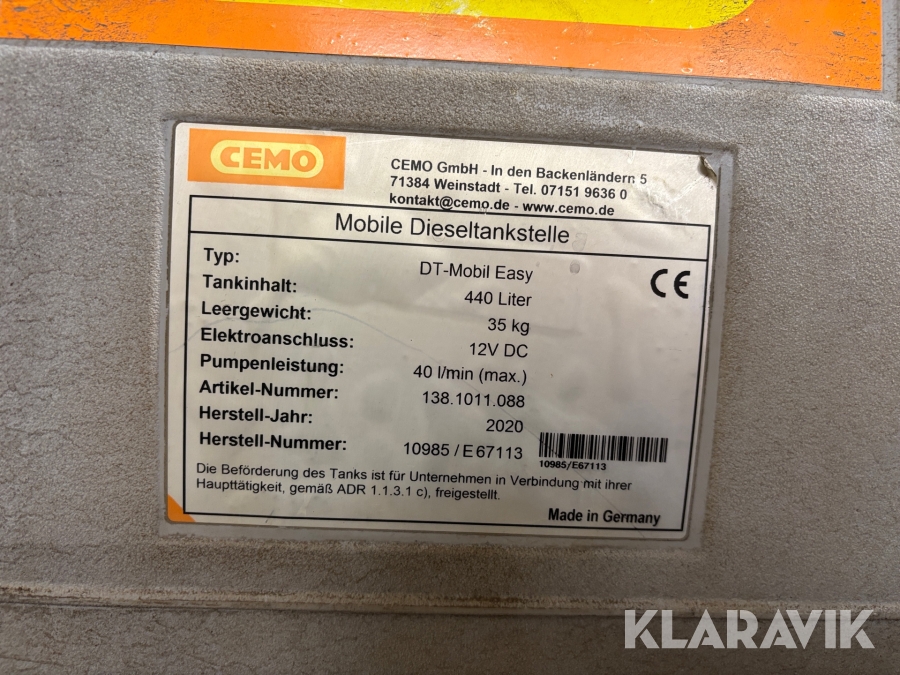 CEMO
CEMO GmbH - In den Backenländern 5
71384 Weinstadt - Tel. 07151 9636 0
kontakt@cemo.de - www.cemo.de
Mobile Dieseltankstelle
Typ: DT-Mobil Easy
Tankinhalt: 440 Liter
Leergewicht: 35 kg
Elektroanschluss: 12V DC
Pumpenleistung: 40 l/min (max.)
Artikel-Nummer: 138.1011.088
Herstell-Jahr: 2020
Herstell-Nummer: 10985 / E 67113
CE
10985/E67113
Die Beförderung des Tanks ist für Unternehmen in Verbindung mit ihrer
Haupttätigkeit, gemäß ADR 1.1.3.1 c), freigestellt.
Made in Germany
KLARAVIK